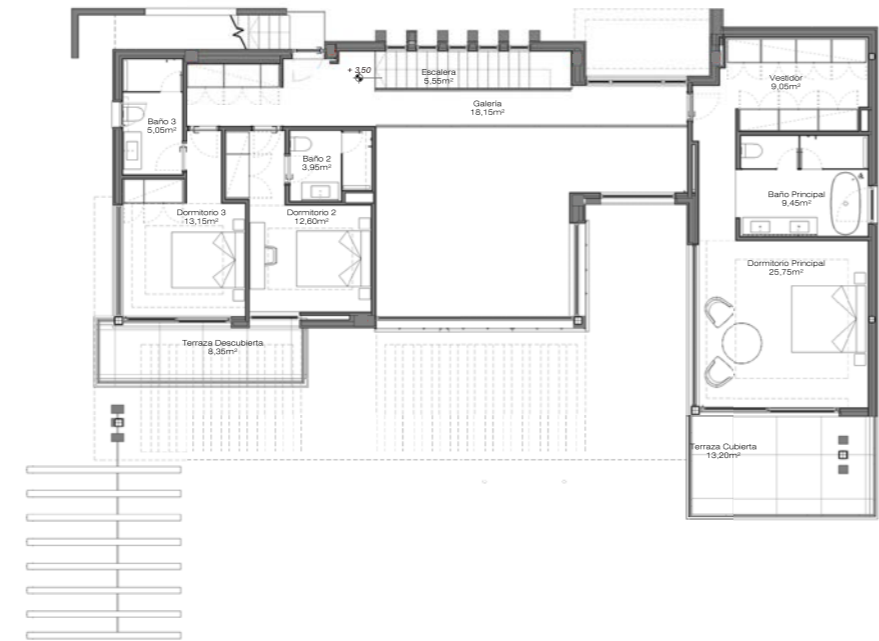 + 3,50
Escalera
5,55m²
Vestidor
9,05m²
Galería
18,15m²
Baño 3
5,05m²
Baño 2
3,95m²
Baño Principal
9,45m²
Dormitorio 3
13,15m²
Dormitorio 2
12,60m²
Dormitorio Principal
25,75m²
Terraza Descubierta
8,35m²
Terraza Cubierta
13,20m²